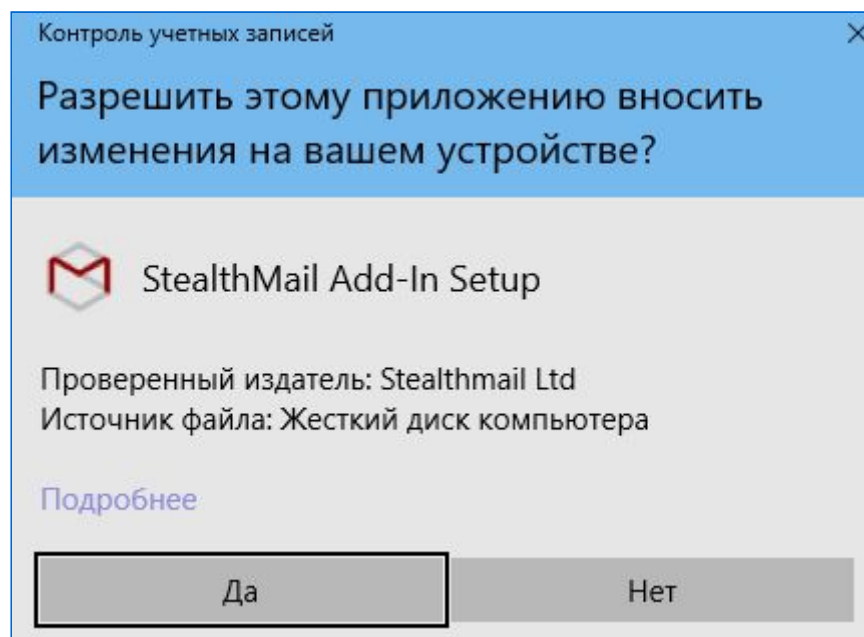 Контроль учетных записей
Разрешить этому приложению вносить
изменения на вашем устройстве?
StealthMail Add-In Setup
Проверенный издатель: Stealthmail Ltd
Источник файла: Жесткий диск компьютера
Подробнее
Да
Нет